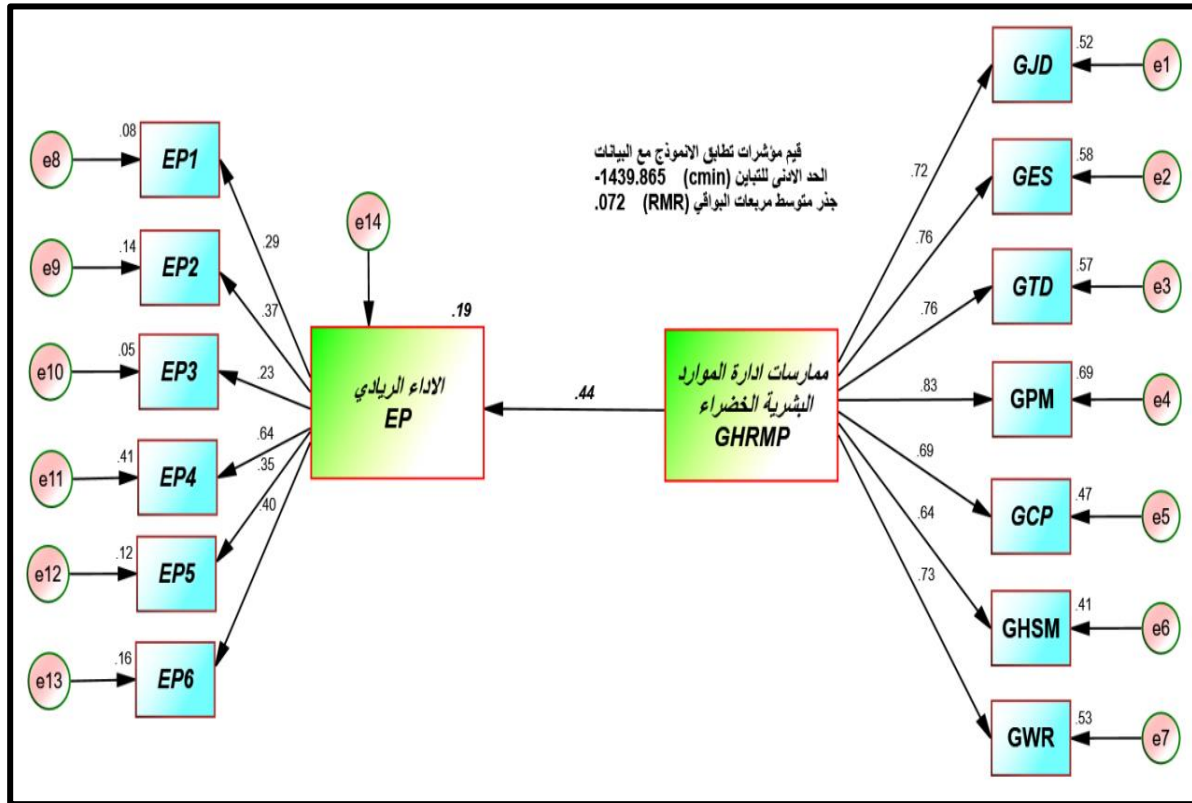 قيم مؤشرات تطابق الانموذج مع البيانات
الحد الادنى للتباين (cmin) 1439.865-
جذر متوسط مربعات البواقي (RMR) .072
e14
.19
الاداء الريادي
EP
.44
ممارسات ادارة الموارد
البشرية الخضراء
GHRMP
e8
.08
EP1
.29
e9
.14
EP2
.37
e10
.05
EP3
.23
e11
.41
EP4
.64
e12
.12
EP5
.35
e13
.16
EP6
.40
.72
GJD
.52
e1
.76
GES
.58
e2
.76
GTD
.57
e3
.83
GPM
.69
e4
.69
GCP
.47
e5
.64
GHSM
.41
e6
.73
GWR
.53
e7